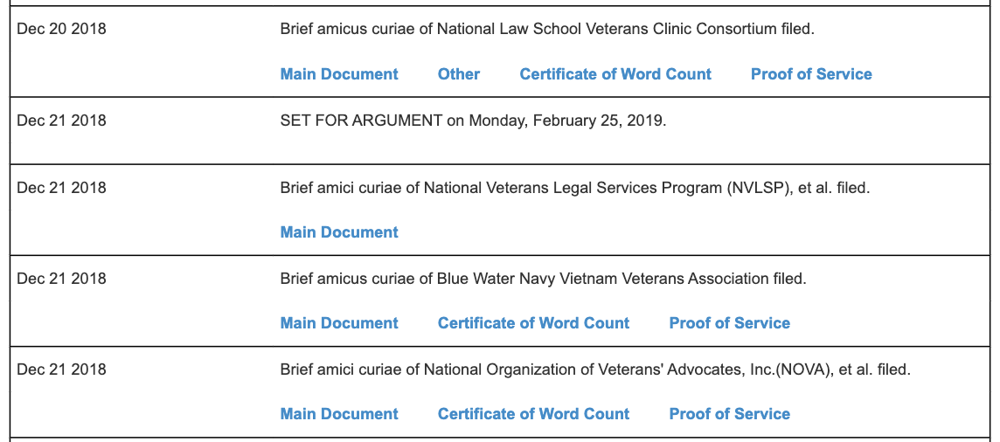 Dec 20 2018 Brief amicus curiae of National Law School Veterans Clinic Consortium filed.
Main Document Other Certificate of Word Count Proof of Service
Dec 21 2018 SET FOR ARGUMENT on Monday, February 25, 2019.
Dec 21 2018 Brief amici curiae of National Veterans Legal Services Program (NVLSP), et al. filed.
Main Document
Dec 21 2018 Brief amicus curiae of Blue Water Navy Vietnam Veterans Association filed.
Main Document Certificate of Word Count Proof of Service
Dec 21 2018 Brief amici curiae of National Organization of Veterans' Advocates, Inc.(NOVA), et al. filed.
Main Document Certificate of Word Count Proof of Service